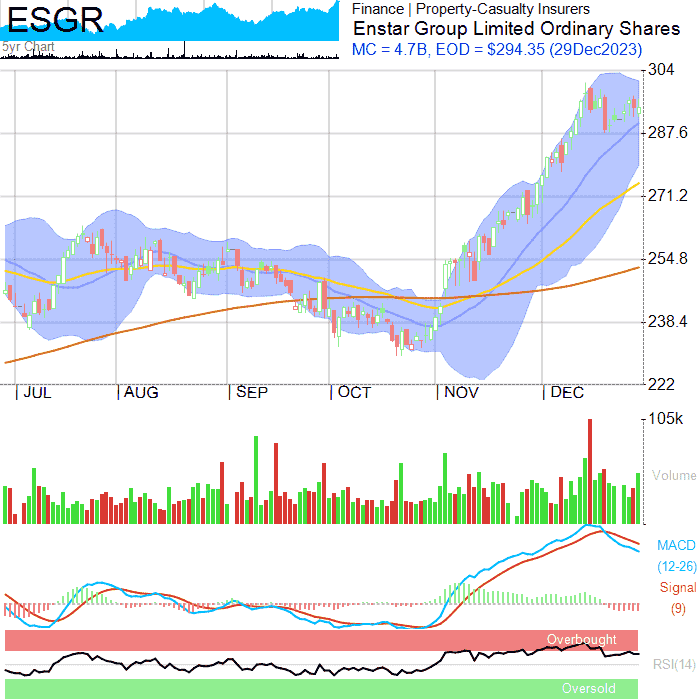 ESGR
5yr Chart
Finance | Property-Casualty Insurers
Enstar Group Limited Ordinary Shares
MC = 4.7B, EOD = $294.35 (29Dec2023)
304
287.6
271.2
254.8
238.4
222
JUL AUG SEP OCT NOV DEC
105k
Volume
MACD
(12-26)
Signal
(9)
Overbought
RSI(14)
Oversold